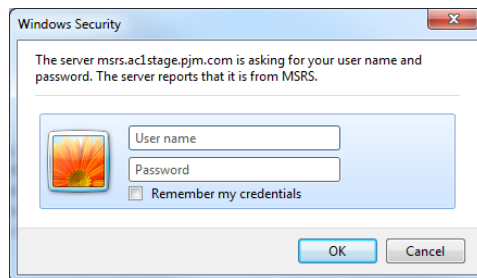 Windows Security
The server msrs.ac1stage.pjm.com is asking for your user name and
password. The server reports that it is from MSRS.
User name
Password
Remember my credentials
OK Cancel